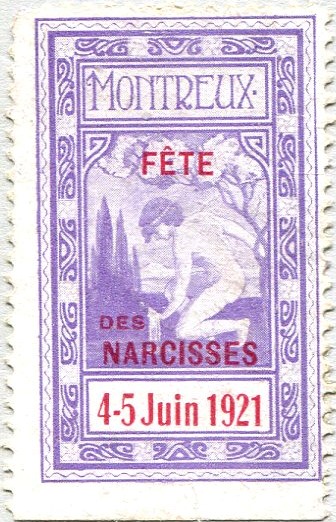 MONTREUX·
FÊTE
DES
NARCISSES
4-5 Juin 1921